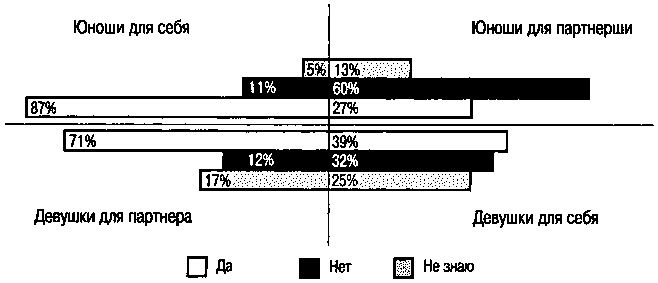 Юноши для себя Юноши для партнерши
5% 13%
11% 60%
87% 27%
71% 39%
12% 32%
17% 25%
Девушки для партнера Девушки для себя
Да Нет Не знаю